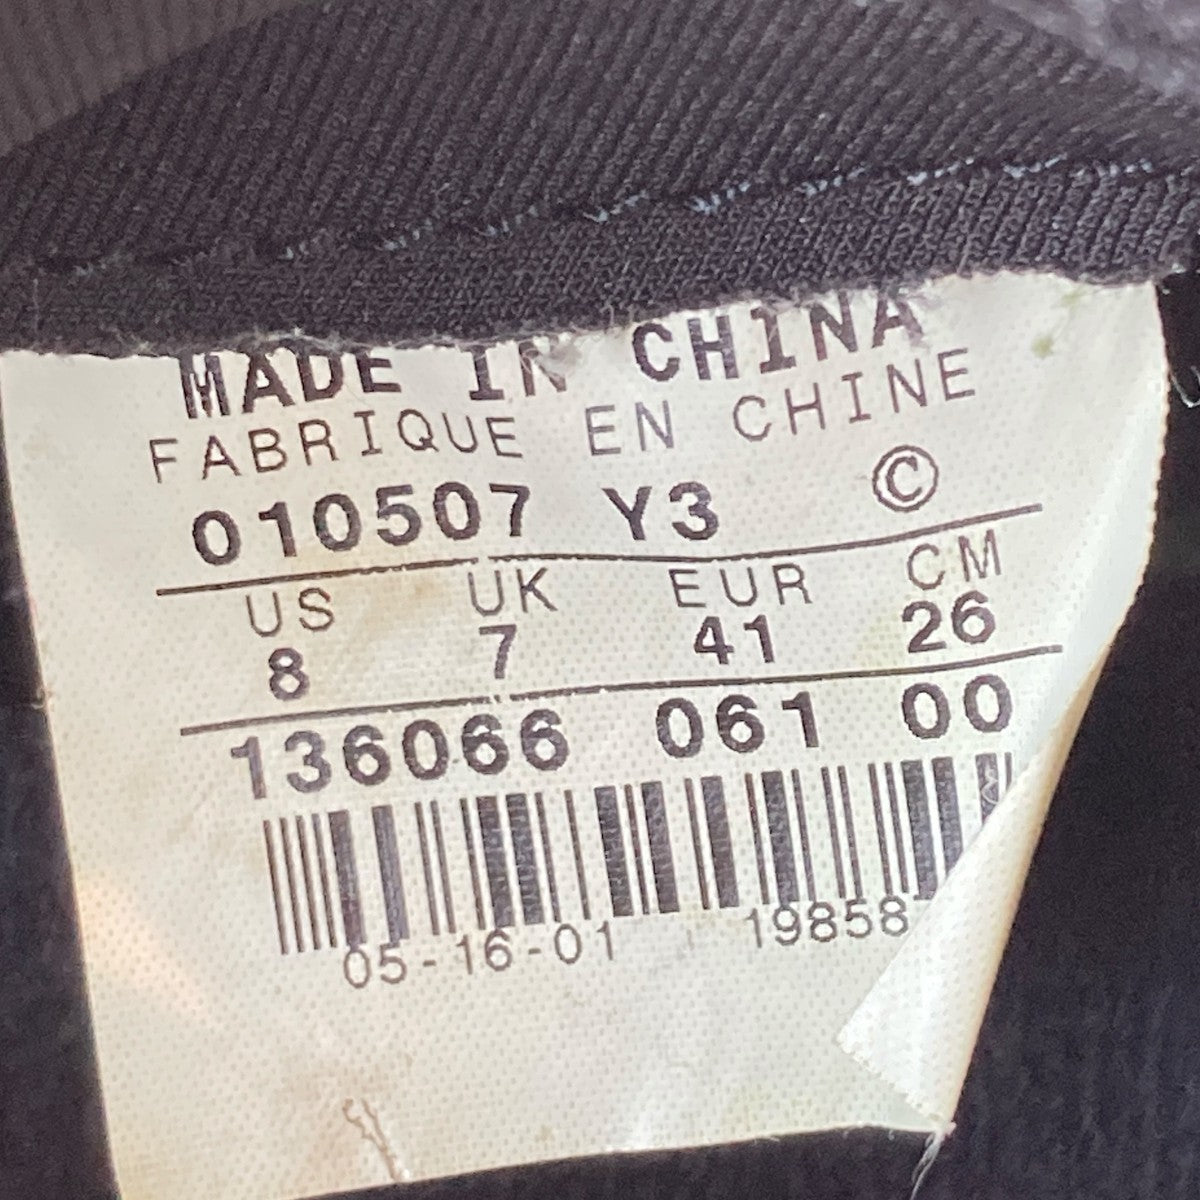 MADE IN CHINA
FABRIQUE EN CHINE
010507 Y3 ©
US UK EUR CM
8 7 41 26
136066 061 00
05-16-01 19858